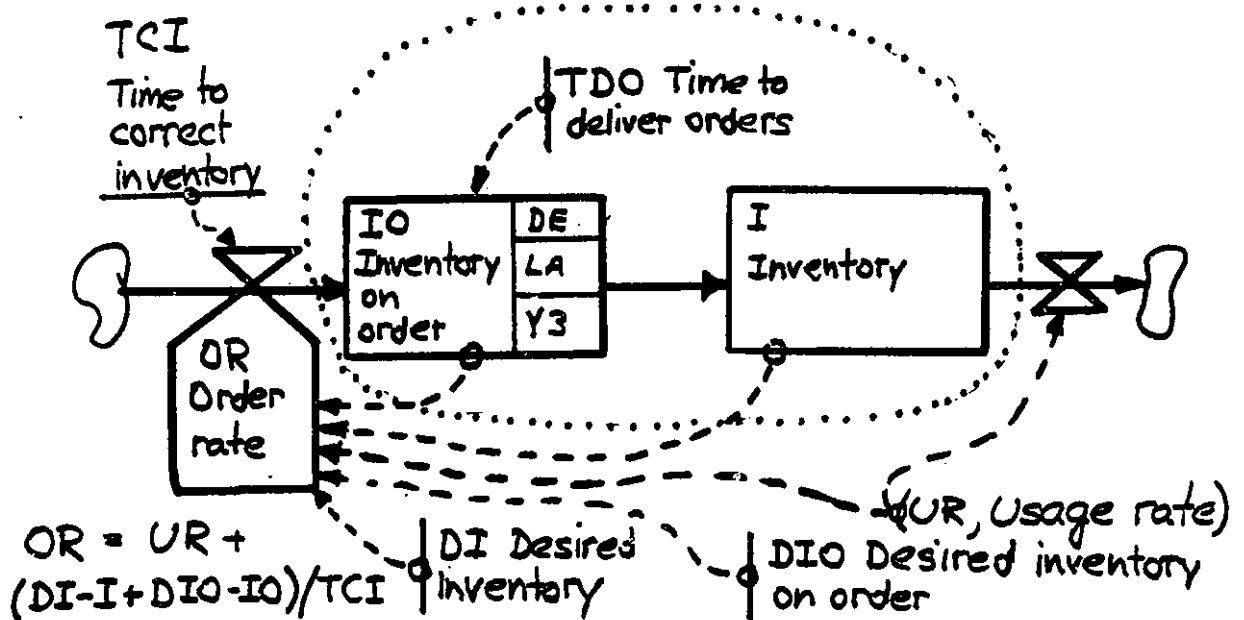 TCI
Time to
correct
inventory
TDO Time to
deliver orders
IO
Inventory
on
order
DE
LA
Y3
I
Inventory
OR
Order
rate
(UR, Usage rate)
OR = UR +
(DI-I+DIO-IO)/TCI
DI Desired
inventory
DIO Desired inventory
on order